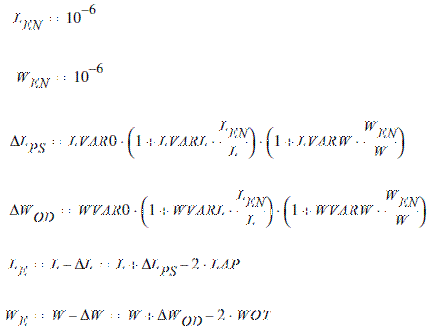 L_EN = 10^-6
W_EN = 10^-6
ΔL_PS = LVAR0 · (1 + LVARL · L_EN/L) · (1 + LVARW · W_EN/W)
ΔW_OD = WVAR0 · (1 + WVARL · L_EN/L) · (1 + WVARW · W_EN/W)
L_E = L − ΔL = L + ΔL_PS − 2 · LAP
W_E = W − ΔW = W + ΔW_OD − 2 · WOT